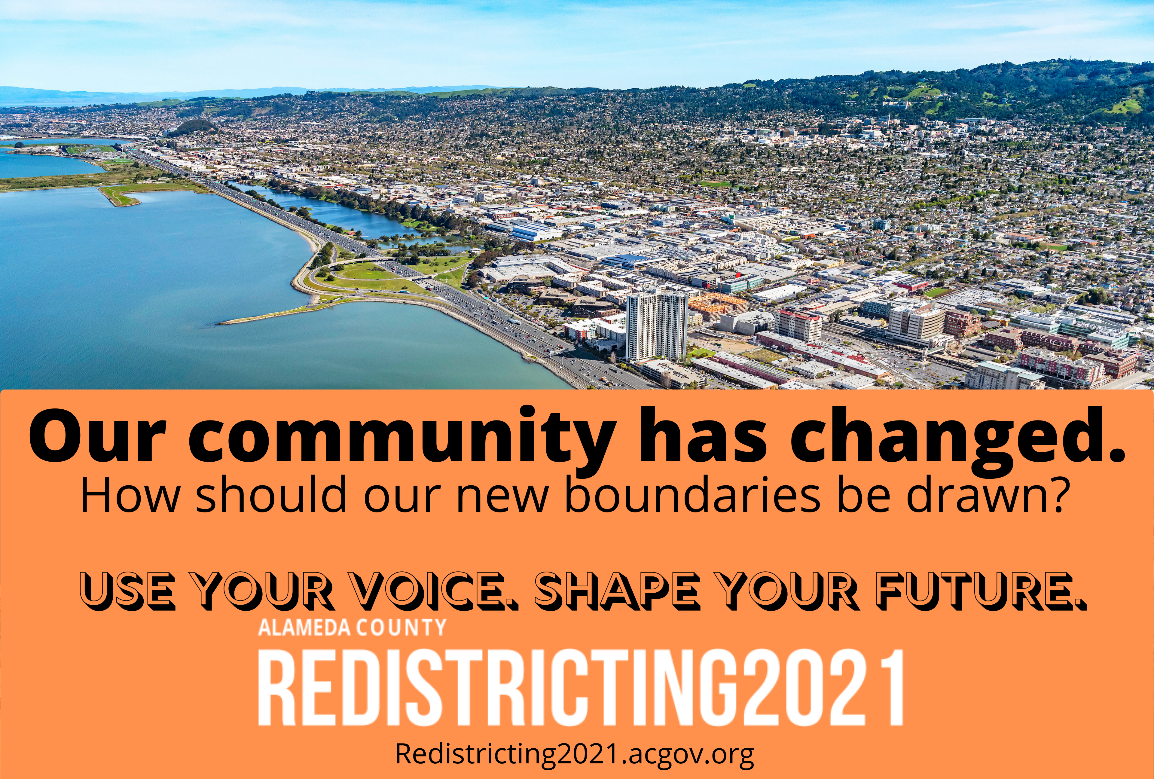 Our community has changed.
How should our new boundaries be drawn?
USE YOUR VOICE. SHAPE YOUR FUTURE.
ALAMEDA COUNTY
REDISTRICTING2021
Redistricting2021.acgov.org